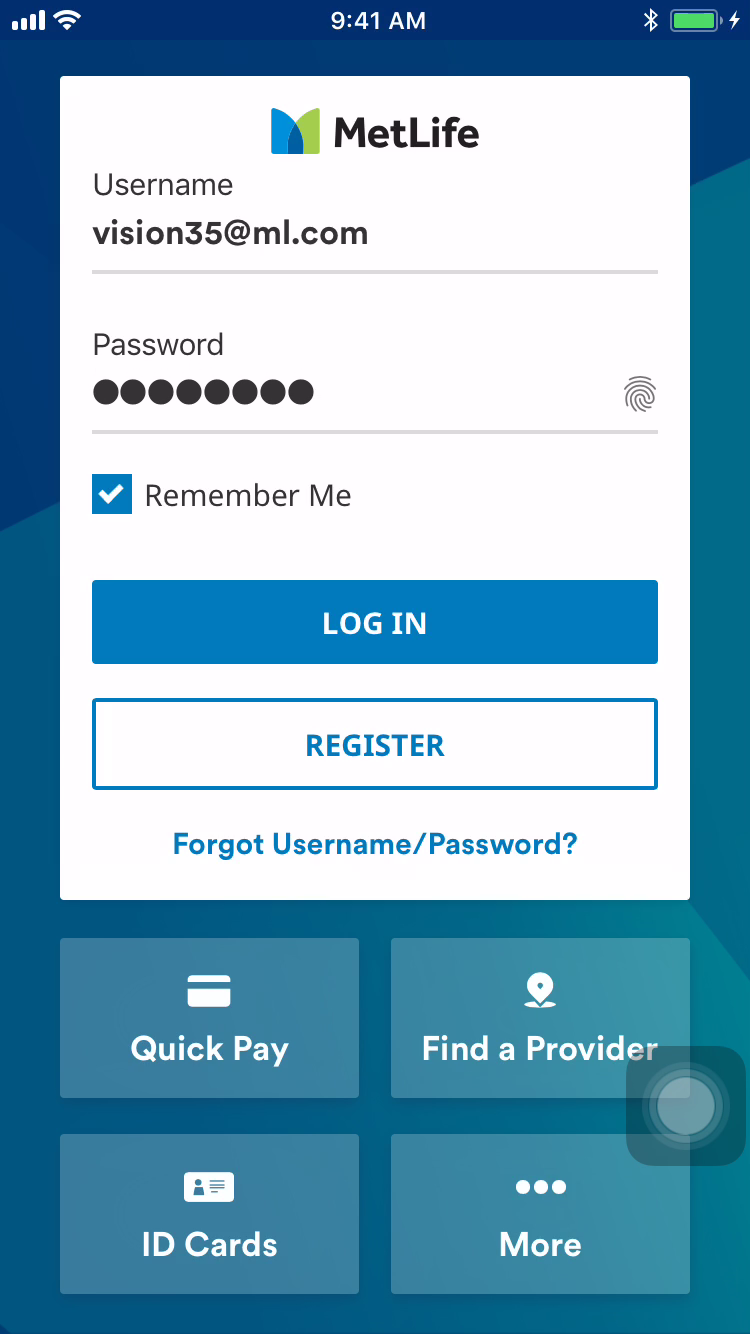 9:41 AM
MetLife
Username
vision35@ml.com
Password
●●●●●●●●
Remember Me
LOG IN
REGISTER
Forgot Username/Password?
Quick Pay
Find a Provider
ID Cards
More